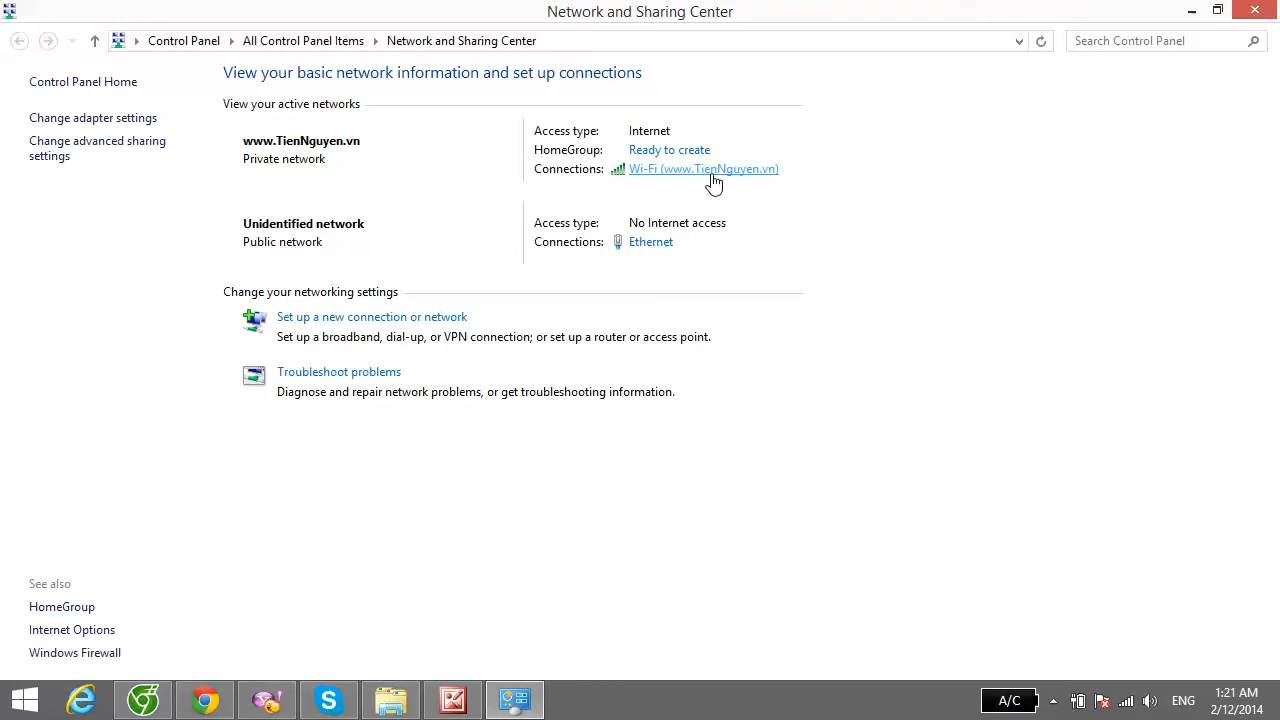 Network and Sharing Center
Control Panel
All Control Panel Items
Network and Sharing Center
Search Control Panel
Control Panel Home
Change adapter settings
Change advanced sharing
settings
View your basic network information and set up connections
View your active networks
www.TienNguyen.vn
Private network
Access type: Internet
HomeGroup: Ready to create
Connections: Wi-Fi (www.TienNguyen.vn)
Unidentified network
Public network
Access type: No Internet access
Connections: Ethernet
Change your networking settings
Set up a new connection or network
Set up a broadband, dial-up, or VPN connection; or set up a router or access point.
Troubleshoot problems
Diagnose and repair network problems, or get troubleshooting information.
See also
HomeGroup
Internet Options
Windows Firewall
A/C
ENG
1:21 AM
2/12/2014